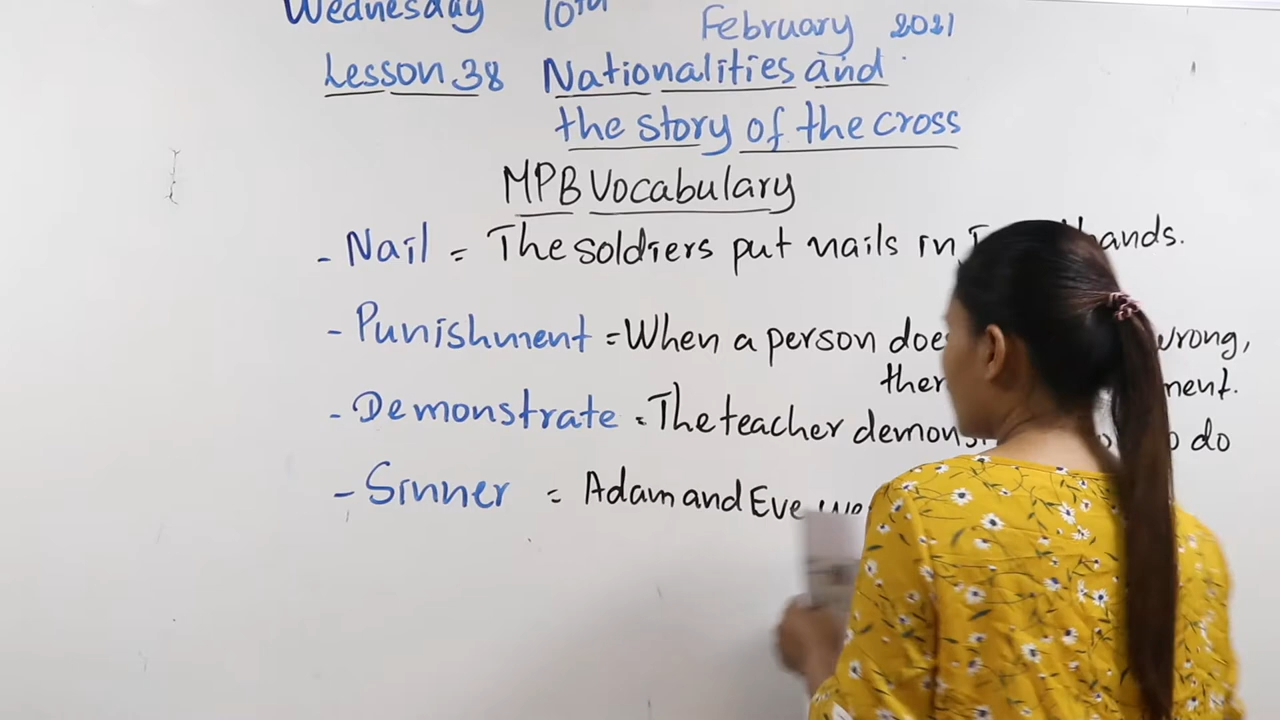 Wednesday 10th February 2021
Lesson 38 Nationalities and
the story of the cross
MPB Vocabulary
- Nail = The soldiers put nails in hands.
- Punishment = When a person does wrong,
- Demonstrate = The teacher do
- Sinner = Adam and Eve